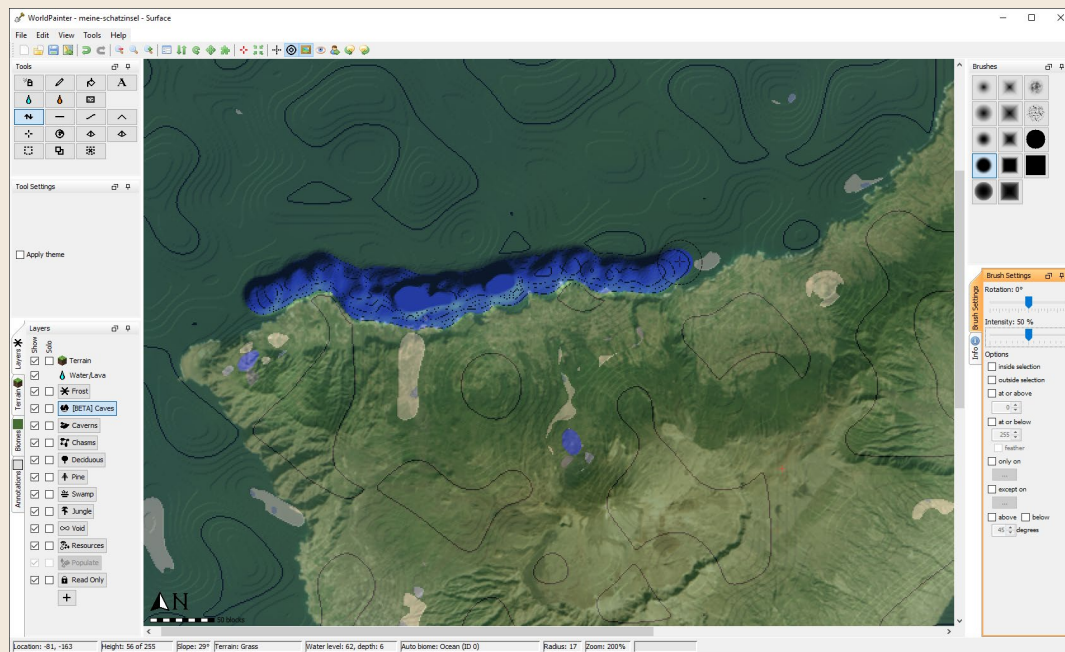 WorldPainter - meine-schatzinsel - Surface
File Edit View Tools Help
Tools
Tool Settings
Apply theme
Layers
Show
Solo
Terrain
Water/Lava
Frost
[BETA] Caves
Caverns
Chasms
Deciduous
Pine
Swamp
Jungle
Void
Resources
Populate
Read Only
+
Layers
Terrain
Biomes
Annotations
N
50 blocks
Brushes
Brush Settings
Info
Brush Settings
Rotation: 0°
Intensity: 50 %
Options
inside selection
outside selection
at or above
0
at or below
255
feather
only on
...
except on
...
above below
45 degrees
Location: -81, -163 Height: 56 of 255 Slope: 29° Terrain: Grass Water level: 62, depth: 6 Auto biome: Ocean (ID 0) Radius: 17 Zoom: 200%